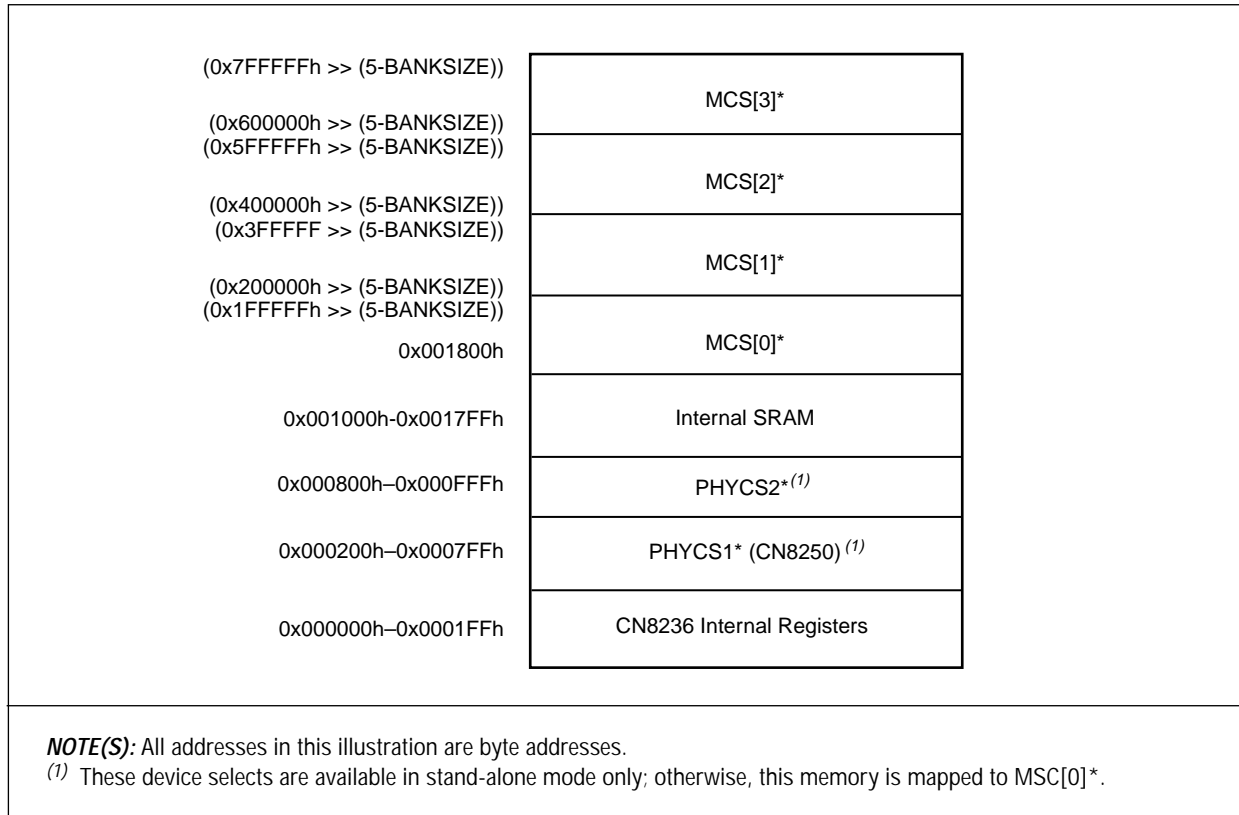 (0x7FFFFFh >> (5-BANKSIZE))
MCS[3]*
(0x600000h >> (5-BANKSIZE))
(0x5FFFFFh >> (5-BANKSIZE))
MCS[2]*
(0x400000h >> (5-BANKSIZE))
(0x3FFFFF >> (5-BANKSIZE))
MCS[1]*
(0x200000h >> (5-BANKSIZE))
(0x1FFFFFh >> (5-BANKSIZE))
MCS[0]*
0x001800h
0x001000h-0x0017FFh
Internal SRAM
0x000800h–0x000FFFh
PHYCS2*(1)
0x000200h–0x0007FFh
PHYCS1* (CN8250) (1)
0x000000h–0x0001FFh
CN8236 Internal Registers
NOTE(S): All addresses in this illustration are byte addresses.
(1) These device selects are available in stand-alone mode only; otherwise, this memory is mapped to MSC[0]*.